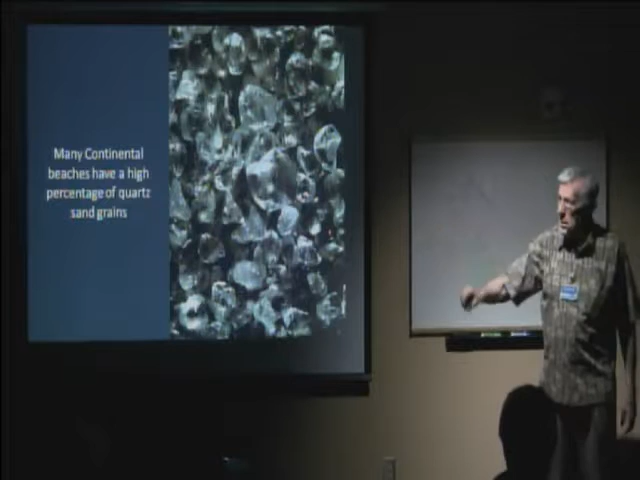 Many Continental
beaches have a high
percentage of quartz
sand grains